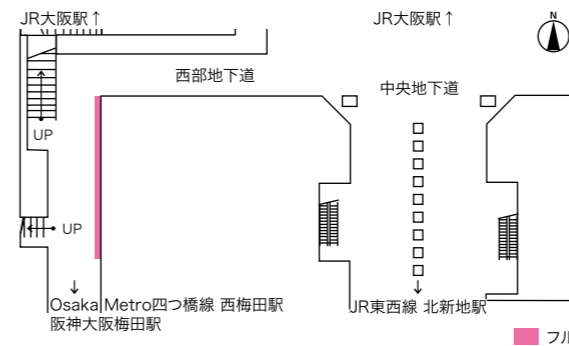 JR大阪駅↑
JR大阪駅↑
N
西部地下道
中央地下道
UP
UP
↓
↓
Osaka Metro四つ橋線 西梅田駅
阪神大阪梅田駅
JR東西線 北新地駅
フル